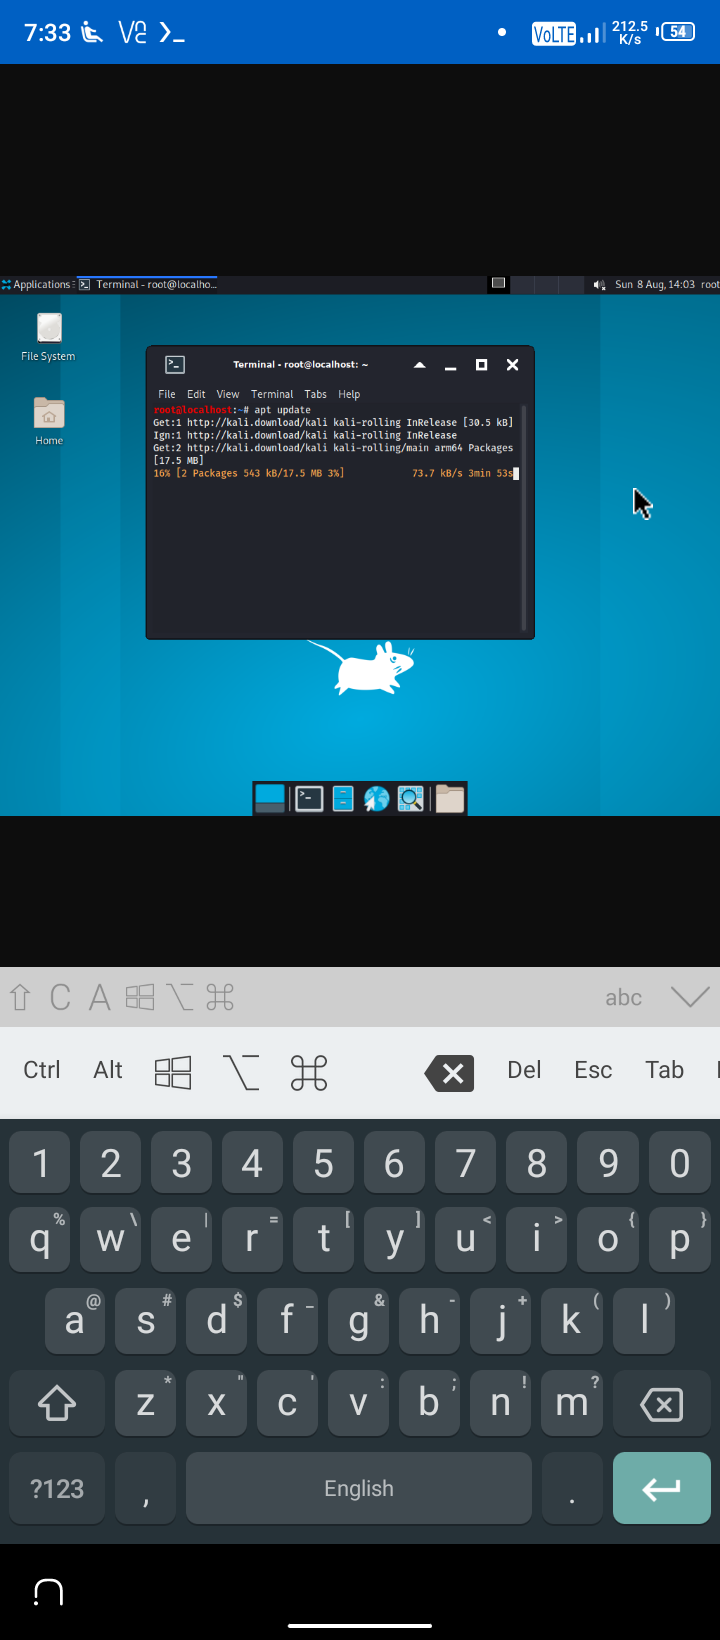 7:33
VoLTE 212.5 K/s 54
Applications Terminal - root@localho... Sun 8 Aug, 14:03 root
File System
Home
Terminal - root@localhost: ~
File Edit View Terminal Tabs Help
root@localhost:~# apt update
Get:1 http://kali.download/kali kali-rolling InRelease [30.5 kB]
Ign:1 http://kali.download/kali kali-rolling InRelease
Get:2 http://kali.download/kali kali-rolling/main arm64 Packages
[17.5 MB]
16% [2 Packages 543 kB/17.5 MB 3%] 73.7 kB/s 3min 53s
C A abc
Ctrl Alt Del Esc Tab
1 2 3 4 5 6 7 8 9 0
% \ | = [ ] < > { }
q w e r t y u i o p
@ # $ _ & - + ( )
a s d f g h j k l
* " ' : ; ! ?
z x c v b n m
?123 , English .